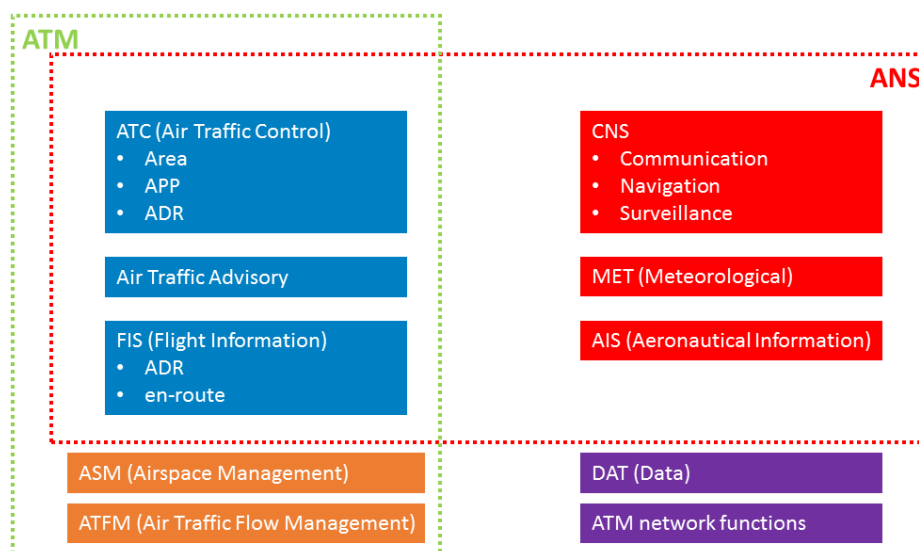 ATM
ANS
ATC (Air Traffic Control)
• Area
• APP
• ADR
Air Traffic Advisory
FIS (Flight Information)
• ADR
• en-route
CNS
• Communication
• Navigation
• Surveillance
MET (Meteorological)
AIS (Aeronautical Information)
ASM (Airspace Management)
ATFM (Air Traffic Flow Management)
DAT (Data)
ATM network functions